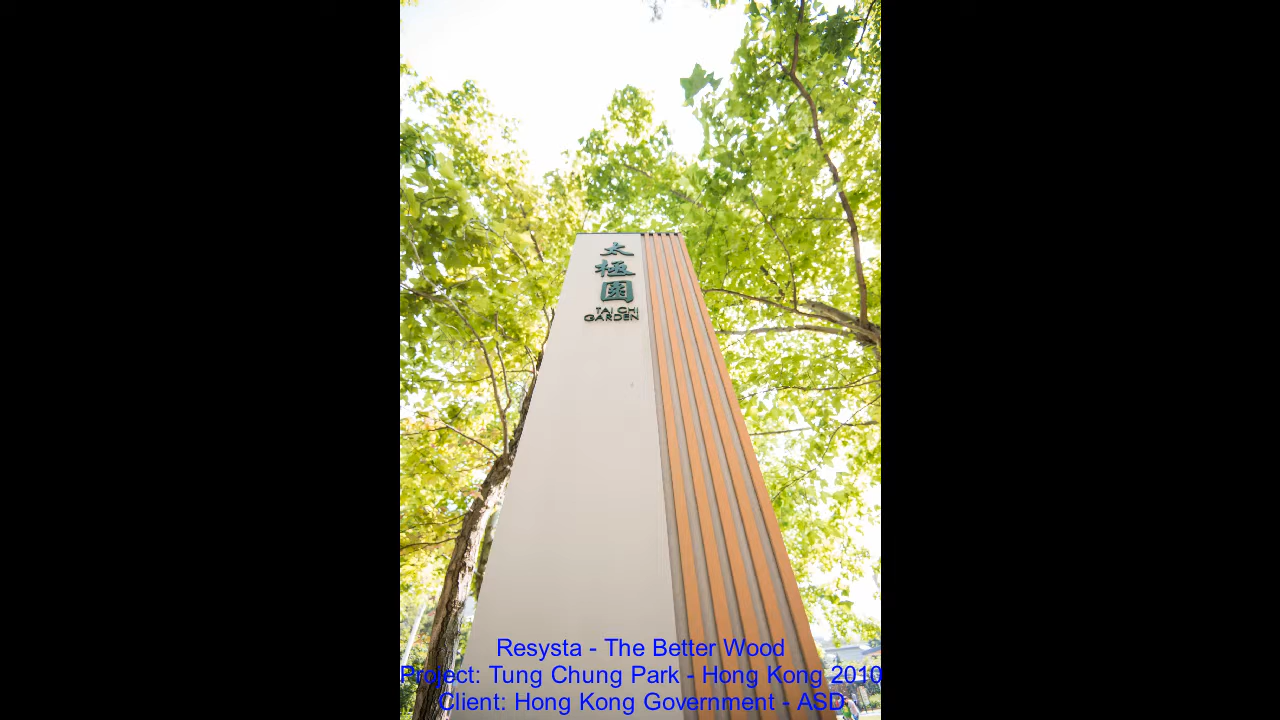 太
極
園
TAI CHI
GARDEN
Resysta - The Better Wood
Project: Tung Chung Park - Hong Kong 2010
Client: Hong Kong Government - ASD